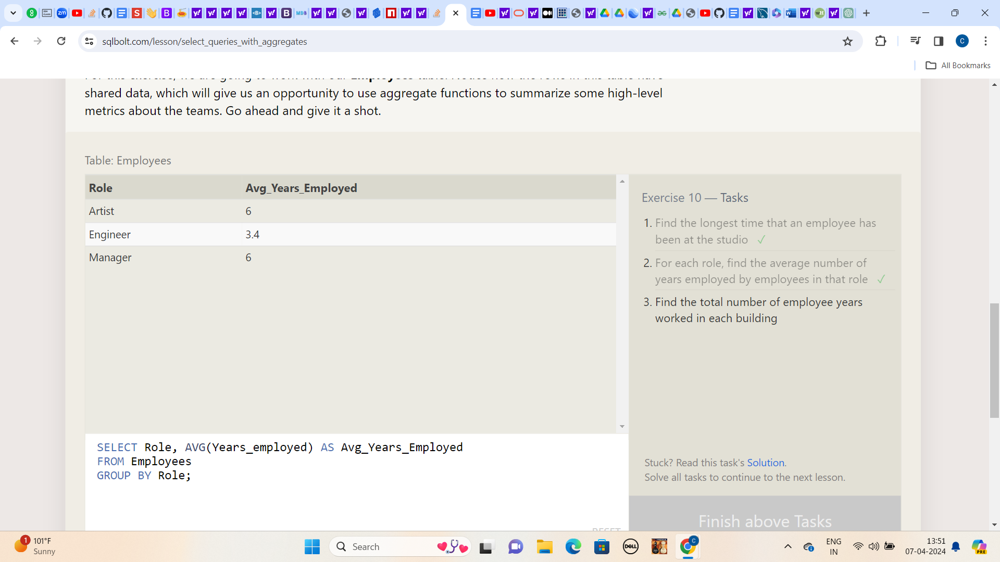 sqlbolt.com/lesson/select_queries_with_aggregates
All Bookmarks
shared data, which will give us an opportunity to use aggregate functions to summarize some high-level
metrics about the teams. Go ahead and give it a shot.
Table: Employees
Role Avg_Years_Employed
Artist 6
Engineer 3.4
Manager 6
Exercise 10 — Tasks
1. Find the longest time that an employee has
been at the studio ✓
2. For each role, find the average number of
years employed by employees in that role ✓
3. Find the total number of employee years
worked in each building
SELECT Role, AVG(Years_employed) AS Avg_Years_Employed
FROM Employees
GROUP BY Role;
Stuck? Read this task's Solution.
Solve all tasks to continue to the next lesson.
Finish above Tasks
1
101°F
Sunny
Search
DELL
C
PRE
ENG
IN
13:51
07-04-2024